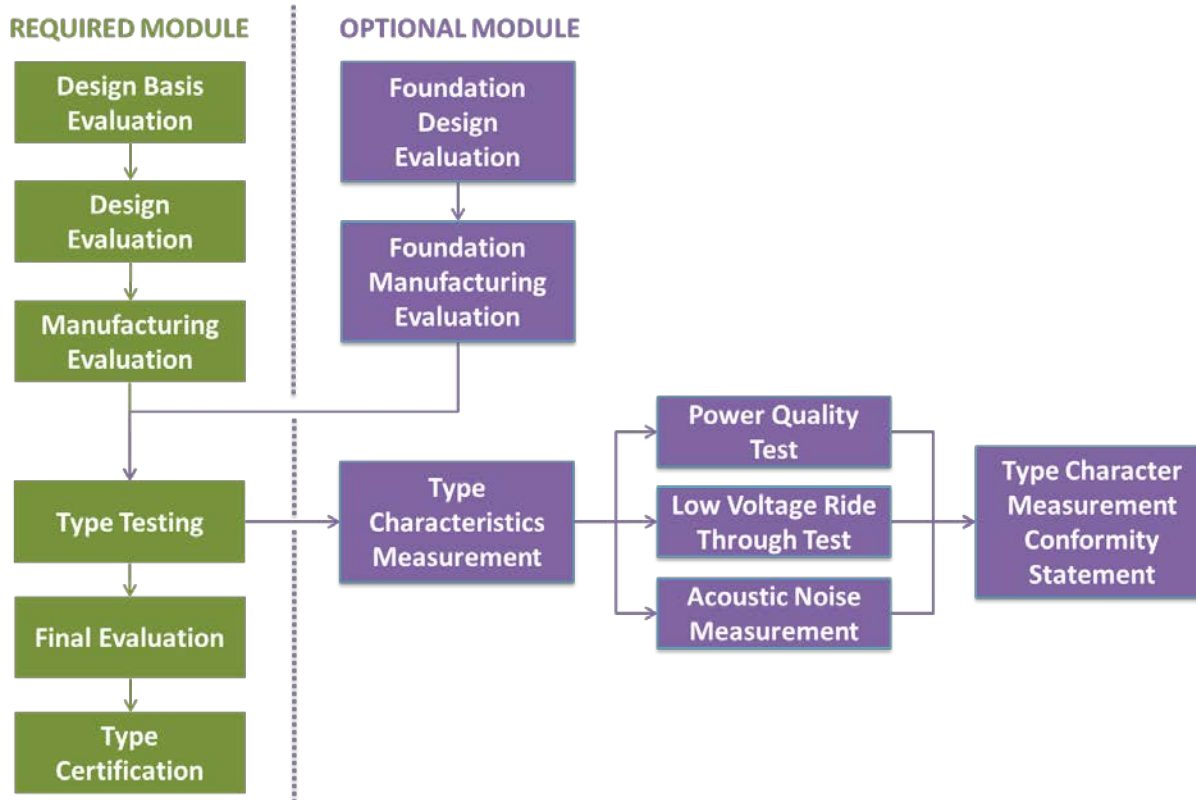 REQUIRED MODULE
OPTIONAL MODULE
Design Basis
Evaluation
Design
Evaluation
Manufacturing
Evaluation
Type Testing
Final Evaluation
Type
Certification
Foundation
Design
Evaluation
Foundation
Manufacturing
Evaluation
Type
Characteristics
Measurement
Power Quality
Test
Low Voltage Ride
Through Test
Acoustic Noise
Measurement
Type Character
Measurement
Conformity
Statement